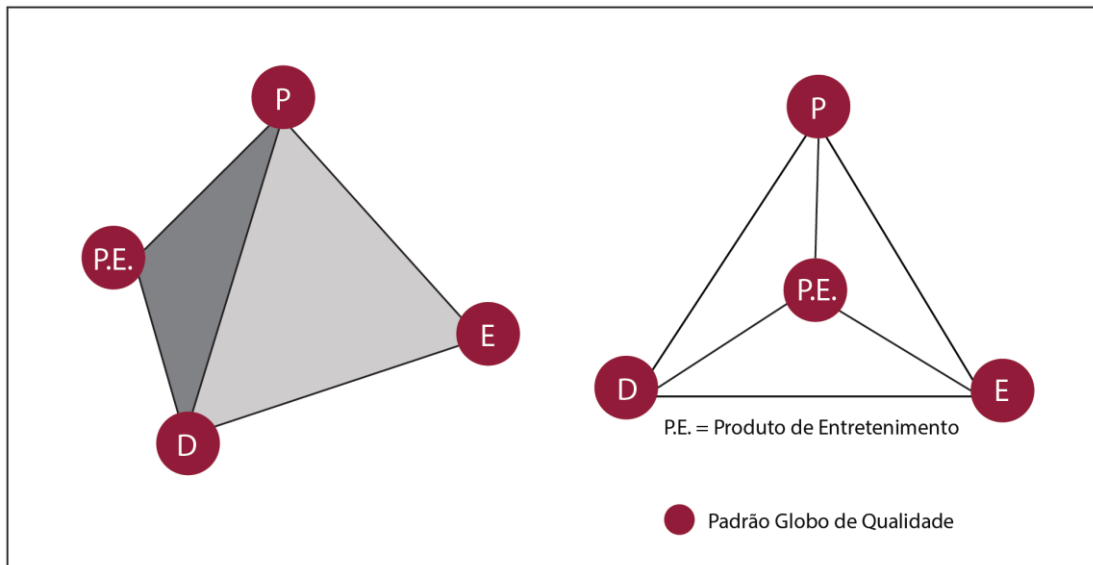 P
P.E.
E
D
P
P.E.
D
E
P.E. = Produto de Entretenimento
Padrão Globo de Qualidade